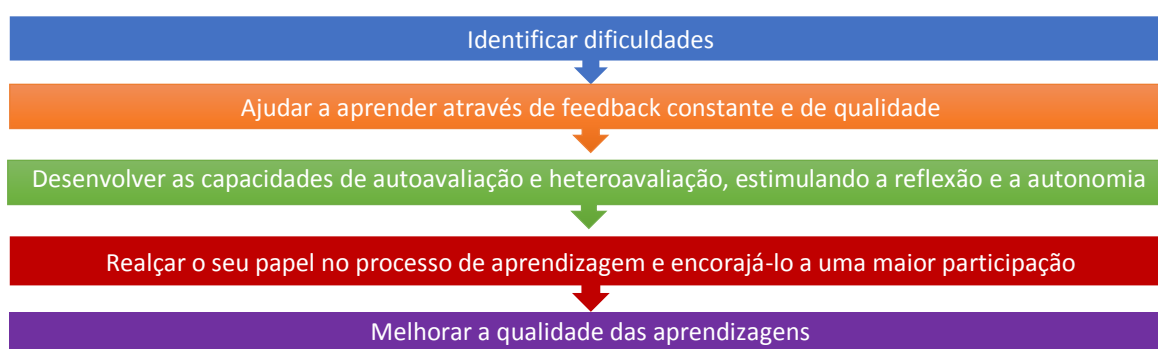 Identificar dificuldades
Ajudar a aprender através de feedback constante e de qualidade
Desenvolver as capacidades de autoavaliação e heteroavaliação, estimulando a reflexão e a autonomia
Realçar o seu papel no processo de aprendizagem e encorajá-lo a uma maior participação
Melhorar a qualidade das aprendizagens